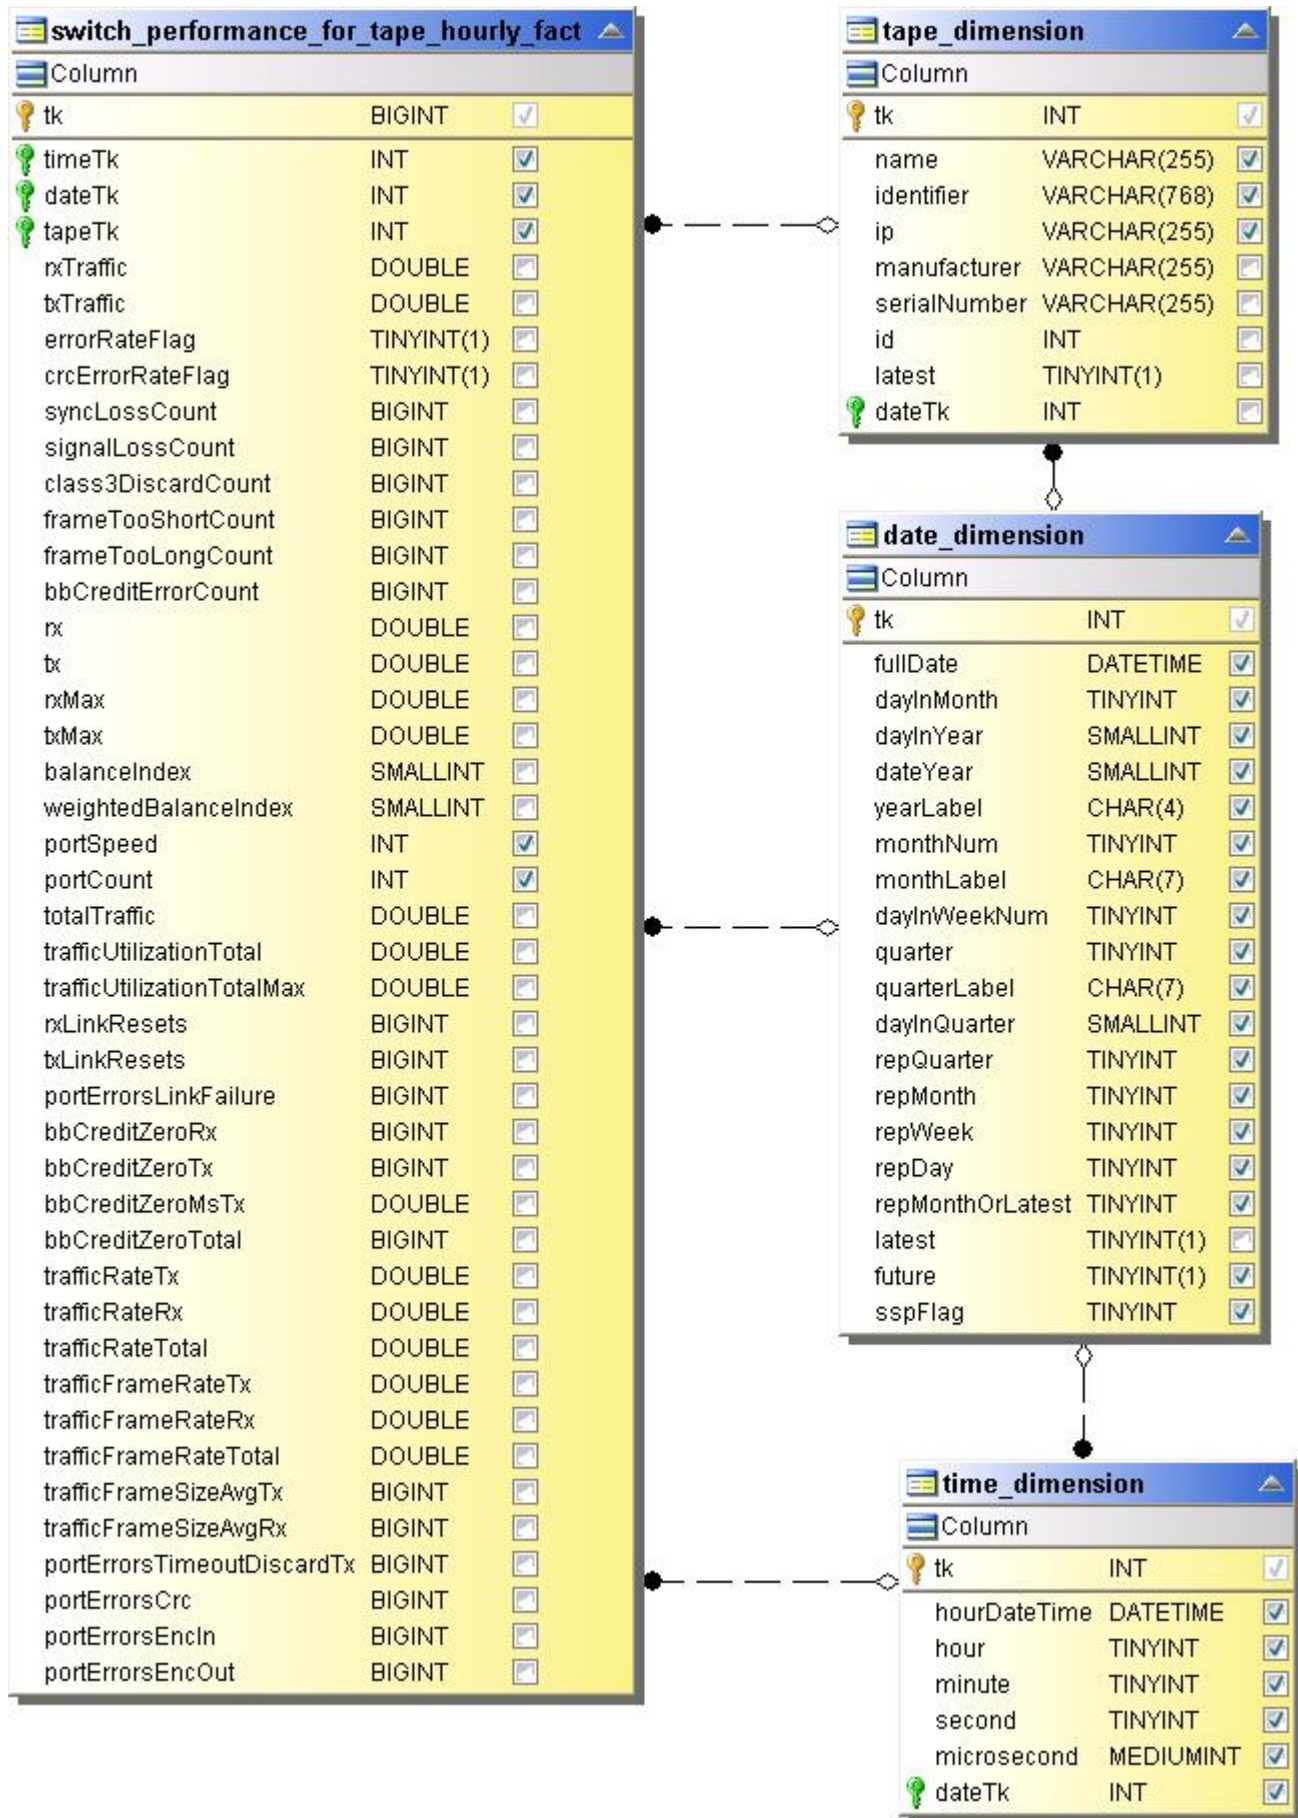 switch_performance_for_tape_hourly_fact
Column
tk BIGINT
timeTk INT
dateTk INT
tapeTk INT
rxTraffic DOUBLE
txTraffic DOUBLE
errorRateFlag TINYINT(1)
crcErrorRateFlag TINYINT(1)
syncLossCount BIGINT
signalLossCount BIGINT
class3DiscardCount BIGINT
frameTooShortCount BIGINT
frameTooLongCount BIGINT
bbCreditErrorCount BIGINT
rx DOUBLE
tx DOUBLE
rxMax DOUBLE
txMax DOUBLE
balanceIndex SMALLINT
weightedBalanceIndex SMALLINT
portSpeed INT
portCount INT
totalTraffic DOUBLE
trafficUtilizationTotal DOUBLE
trafficUtilizationTotalMax DOUBLE
rxLinkResets BIGINT
txLinkResets BIGINT
portErrorsLinkFailure BIGINT
bbCreditZeroRx BIGINT
bbCreditZeroTx BIGINT
bbCreditZeroMsTx DOUBLE
bbCreditZeroTotal BIGINT
trafficRateTx DOUBLE
trafficRateRx DOUBLE
trafficRateTotal DOUBLE
trafficFrameRateTx DOUBLE
trafficFrameRateRx DOUBLE
trafficFrameRateTotal DOUBLE
trafficFrameSizeAvgTx BIGINT
trafficFrameSizeAvgRx BIGINT
portErrorsTimeoutDiscardTx BIGINT
portErrorsCrc BIGINT
portErrorsEncIn BIGINT
portErrorsEncOut BIGINT
tape_dimension
Column
tk INT
name VARCHAR(255)
identifier VARCHAR(768)
ip VARCHAR(255)
manufacturer VARCHAR(255)
serialNumber VARCHAR(255)
id INT
latest TINYINT(1)
dateTk INT
date_dimension
Column
tk INT
fullDate DATETIME
dayInMonth TINYINT
dayInYear SMALLINT
dateYear SMALLINT
yearLabel CHAR(4)
monthNum TINYINT
monthLabel CHAR(7)
dayInWeekNum TINYINT
quarter TINYINT
quarterLabel CHAR(7)
dayInQuarter SMALLINT
repQuarter TINYINT
repMonth TINYINT
repWeek TINYINT
repDay TINYINT
repMonthOrLatest TINYINT
latest TINYINT(1)
future TINYINT(1)
sspFlag TINYINT
time_dimension
Column
tk INT
hourDateTime DATETIME
hour TINYINT
minute TINYINT
second TINYINT
microsecond MEDIUMINT
dateTk INT